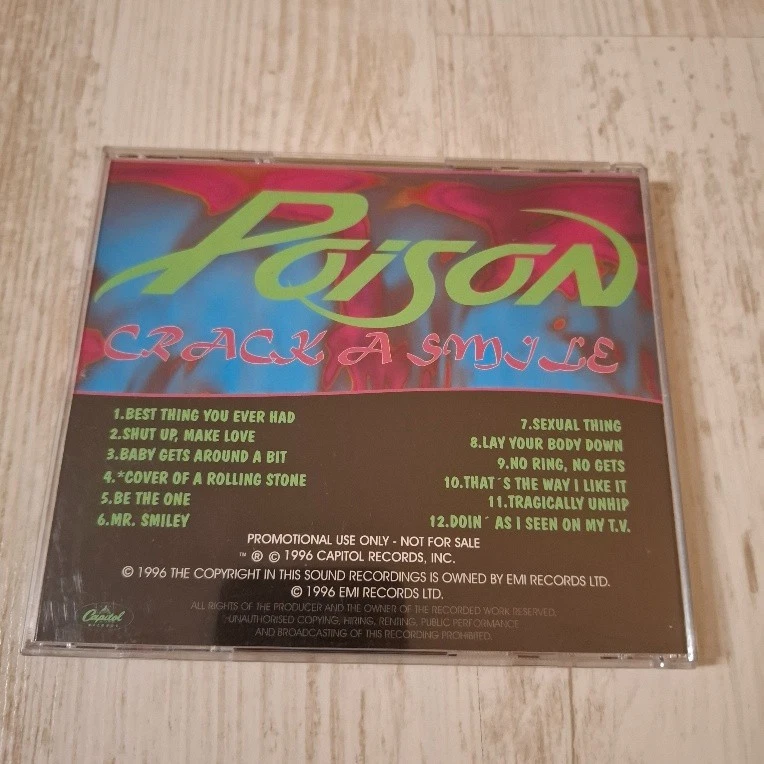 POISON
CRACK A SMILE
1.BEST THING YOU EVER HAD
2.SHUT UP, MAKE LOVE
3.BABY GETS AROUND A BIT
4.*COVER OF A ROLLING STONE
5.BE THE ONE
6.MR. SMILEY
7.SEXUAL THING
8.LAY YOUR BODY DOWN
9.NO RING, NO GETS
10.THAT´S THE WAY I LIKE IT
11.TRAGICALLY UNHIP
12.DOIN´ AS I SEEN ON MY T.V.
PROMOTIONAL USE ONLY - NOT FOR SALE
™ ® © 1996 CAPITOL RECORDS, INC.
© 1996 THE COPYRIGHT IN THIS SOUND RECORDINGS IS OWNED BY EMI RECORDS LTD.
© 1996 EMI RECORDS LTD.
ALL RIGHTS OF THE PRODUCER AND THE OWNER OF THE RECORDED WORK RESERVED.
UNAUTHORISED COPYING, HIRING, RENTING, PUBLIC PERFORMANCE
AND BROADCASTING OF THIS RECORDING PROHIBITED.
Capitol
RECORDS